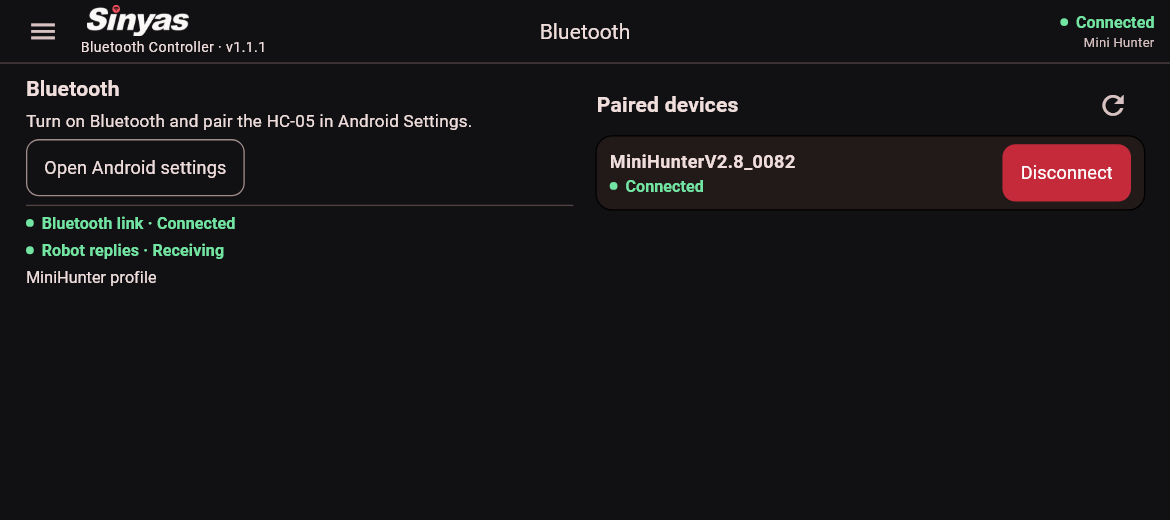 Sinyas
Bluetooth Controller · v1.1.1
Bluetooth
Connected
Mini Hunter
Bluetooth
Turn on Bluetooth and pair the HC-05 in Android Settings.
Open Android settings
Bluetooth link · Connected
Robot replies · Receiving
MiniHunter profile
Paired devices
MiniHunterV2.8_0082
Connected
Disconnect